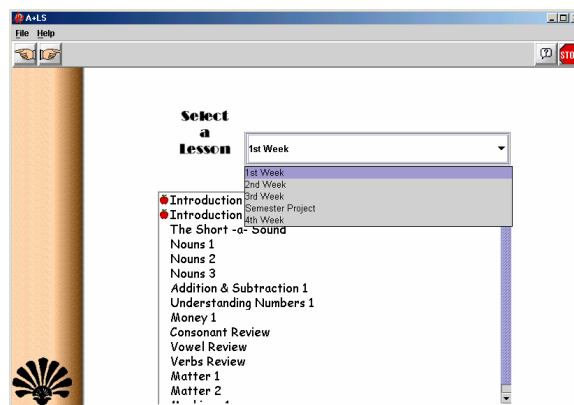 A+LS
File Help
STO
Select
a
Lesson
1st Week
1st Week
2nd Week
3rd Week
Semester Project
4th Week
Introduction
Introduction
The Short -a- Sound
Nouns 1
Nouns 2
Nouns 3
Addition & Subtraction 1
Understanding Numbers 1
Money 1
Consonant Review
Vowel Review
Verbs Review
Matter 1
Matter 2